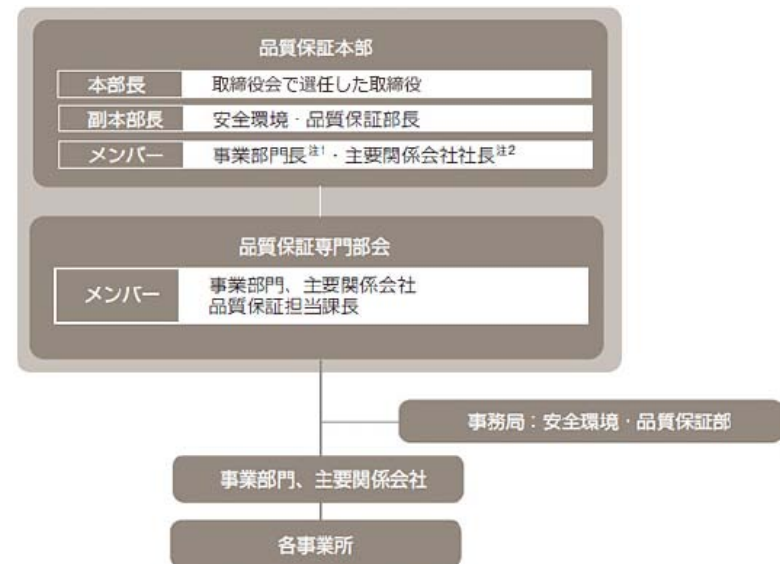 品質保証本部
本部長 取締役会で選任した取締役
副本部長 安全環境・品質保証部長
メンバー 事業部門長注1・主要関係会社社長注2
品質保証専門部会
メンバー 事業部門、主要関係会社
品質保証担当課長
事務局：安全環境・品質保証部
事業部門、主要関係会社
各事業所